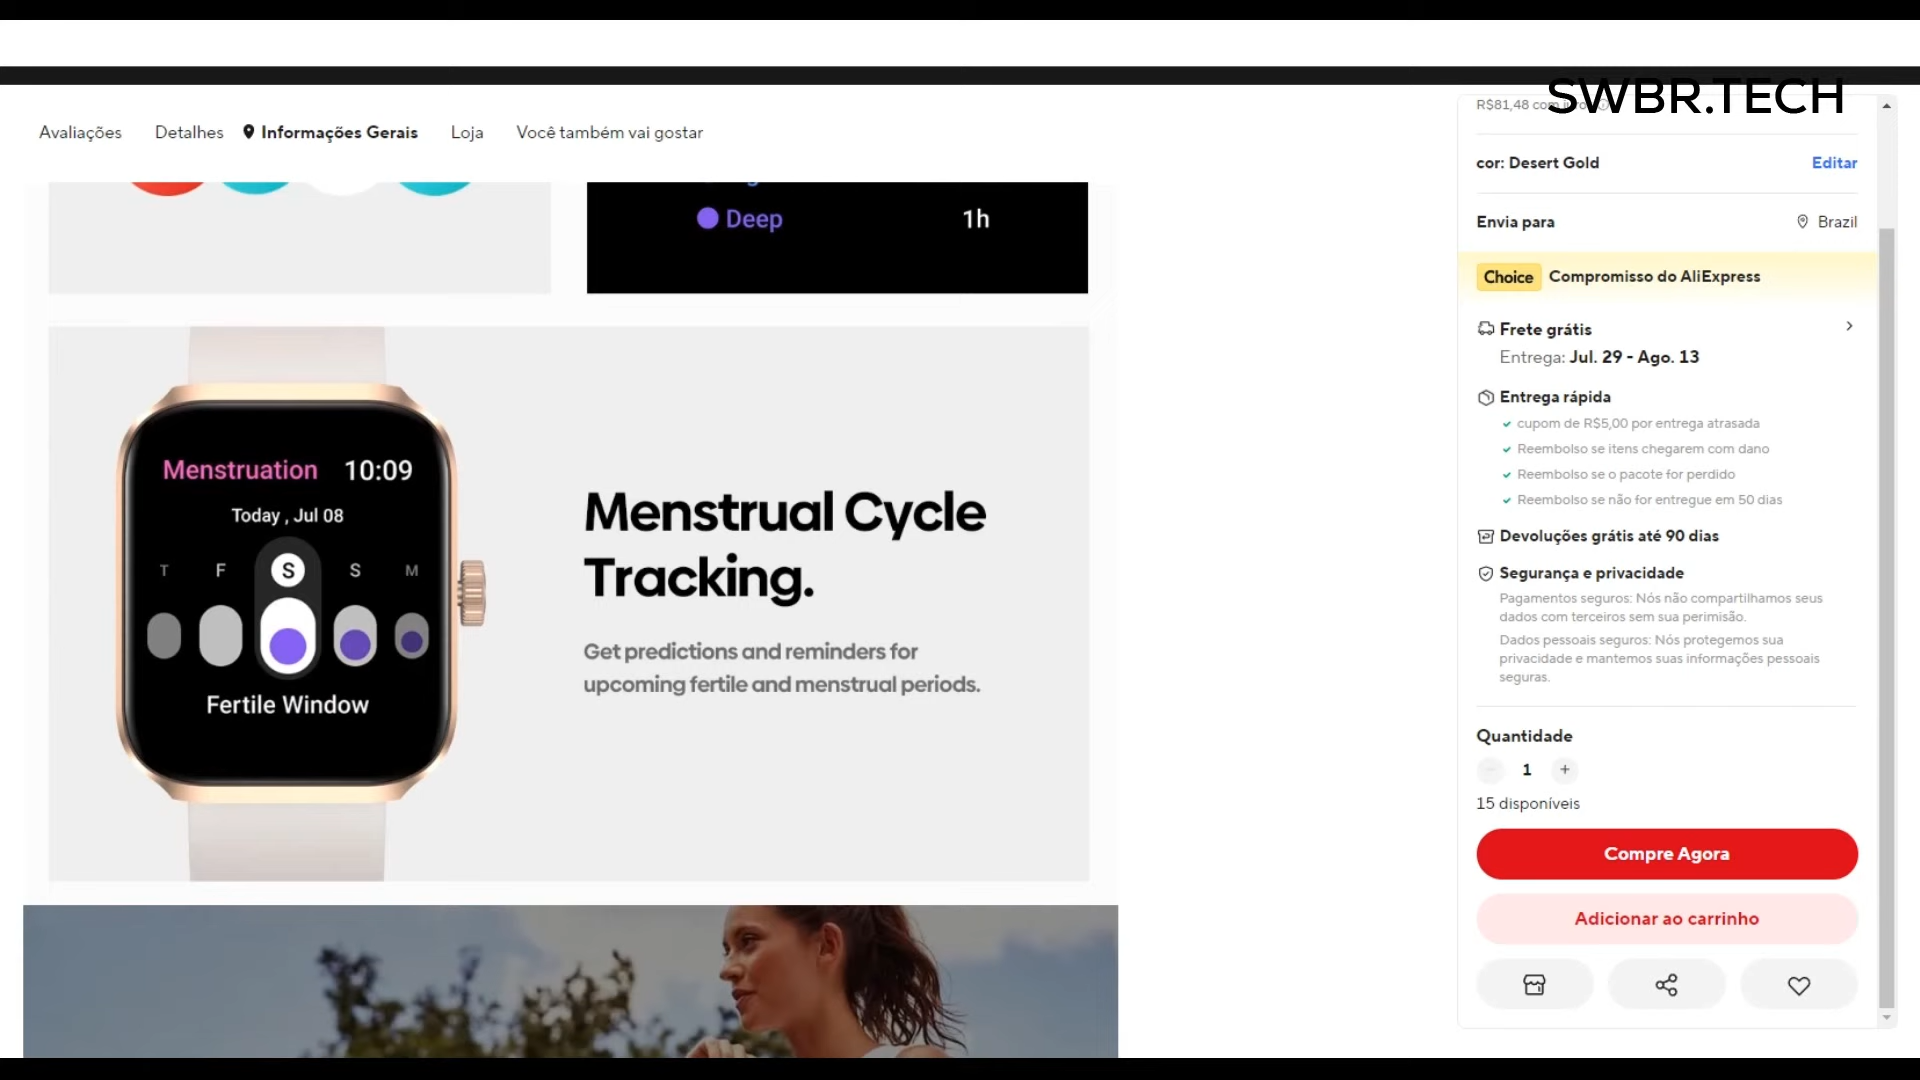 SWBR.TECH
Avaliações
Detalhes
Informações Gerais
Loja
Você também vai gostar
Deep
1h
Menstruation 10:09
Today , Jul 08
T F S S M
Fertile Window
Menstrual Cycle
Tracking.
Get predictions and reminders for
upcoming fertile and menstrual periods.
R$81,48 com
cor: Desert Gold
Editar
Envia para
Brazil
Choice Compromisso do AliExpress
Frete grátis
Entrega: Jul. 29 - Ago. 13
Entrega rápida
cupom de R$5,00 por entrega atrasada
Reembolso se itens chegarem com dano
Reembolso se o pacote for perdido
Reembolso se não for entregue em 50 dias
Devoluções grátis até 90 dias
Segurança e privacidade
Pagamentos seguros: Nós não compartilhamos seus
dados com terceiros sem sua perimisão.
Dados pessoais seguros: Nós protegemos sua
privacidade e mantemos suas informações pessoais
seguras.
Quantidade
1 +
15 disponíveis
Compre Agora
Adicionar ao carrinho